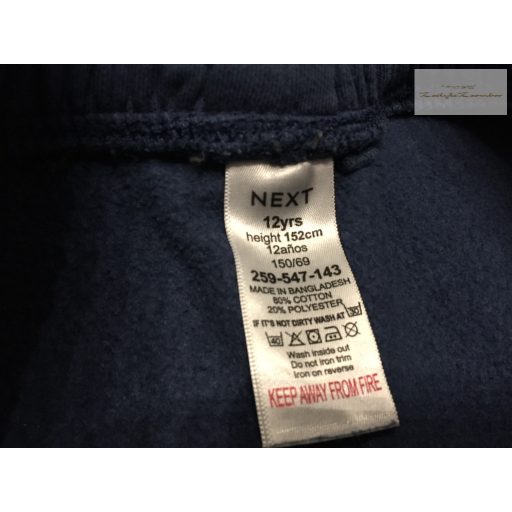 NEXT
12yrs
height 152cm
12años
150/69
259-547-143
MADE IN BANGLADESH
80% COTTON
20% POLYESTER
IF IT'S NOT DIRTY WASH AT 30
40
Wash inside out
Do not iron trim
Iron on reverse
KEEP AWAY FROM FIRE